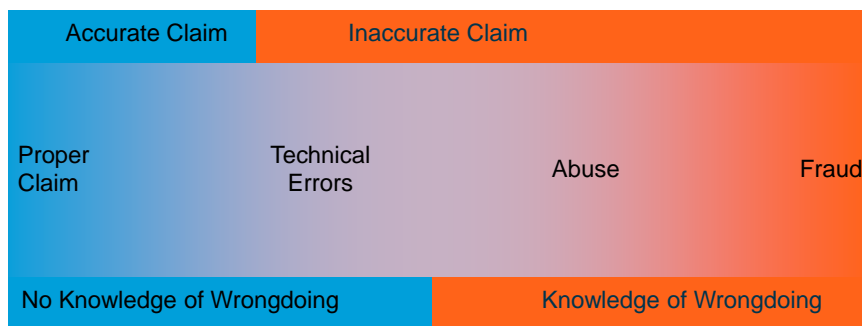 Accurate Claim
Inaccurate Claim
Proper
Claim
Technical
Errors
Abuse
Fraud
No Knowledge of Wrongdoing
Knowledge of Wrongdoing